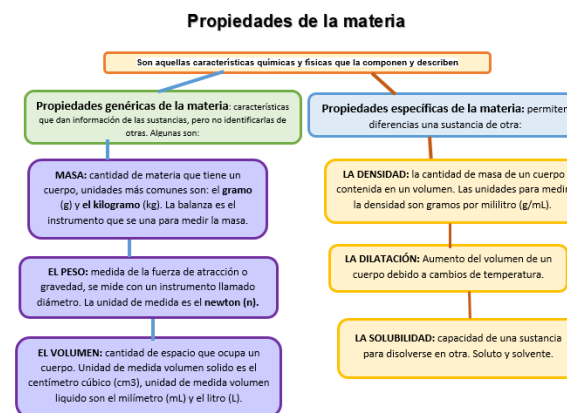 Propiedades de la materia
Son aquellas características químicas y físicas que la componen y describen
Propiedades genéricas de la materia: características
que dan información de las sustancias, pero no identificarlas de
otras. Algunas son:
MASA: cantidad de materia que tiene un
cuerpo, unidades más comunes son: el gramo
(g) y el kilogramo (kg). La balanza es el
instrumento que se una para medir la masa.
EL PESO: medida de la fuerza de atracción o
gravedad, se mide con un instrumento llamado
diámetro. La unidad de medida es el newton (n).
EL VOLUMEN: cantidad de espacio que ocupa un
cuerpo. Unidad de medida volumen solido es el
centímetro cúbico (cm3), unidad de medida volumen
liquido son el milímetro (mL) y el litro (L).
Propiedades específicas de la materia: permiten
diferencias una sustancia de otra:
LA DENSIDAD: la cantidad de masa de un cuerpo
contenida en un volumen. Las unidades para medir
la densidad son gramos por mililitro (g/mL).
LA DILATACIÓN: Aumento del volumen de un
cuerpo debido a cambios de temperatura.
LA SOLUBILIDAD: capacidad de una sustancia
para disolverse en otra. Soluto y solvente.